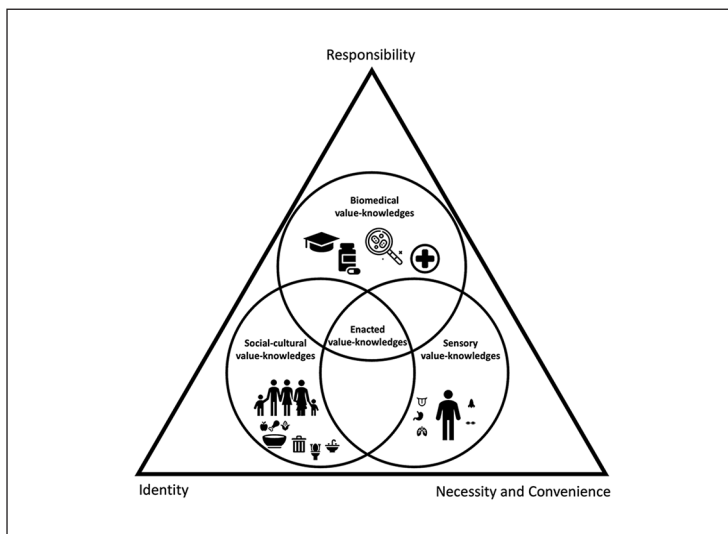 Responsibility
Biomedical
value-knowledges
Social-cultural
value-knowledges
Enacted
value-knowledges
Sensory
value-knowledges
Identity
Necessity and Convenience